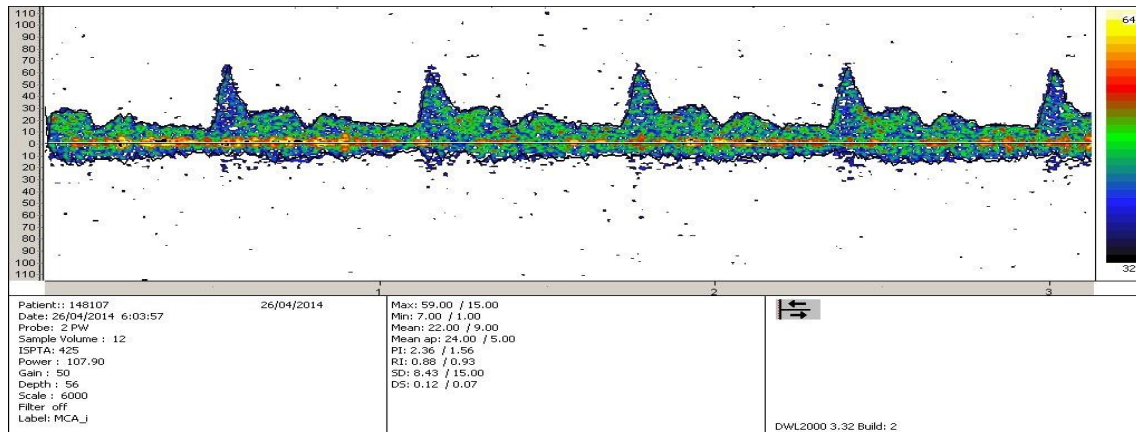 110
100
90
80
70
60
50
40
30
20
10
0
10
20
30
40
50
60
70
80
90
100
110
64
32
1 2 3
Patient:: 148107 26/04/2014
Date: 26/04/2014 6:03:57
Probe: 2 PW
Sample Volume : 12
ISPTA: 425
Power : 107.90
Gain : 50
Depth : 56
Scale : 6000
Filter off
Label: MCA_i
Max: 59.00 / 15.00
Min: 7.00 / 1.00
Mean: 22.00 / 9.00
Mean ap: 24.00 / 5.00
PI: 2.36 / 1.56
RI: 0.88 / 0.93
SD: 8.43 / 15.00
DS: 0.12 / 0.07
DWL2000 3.32 Build: 2